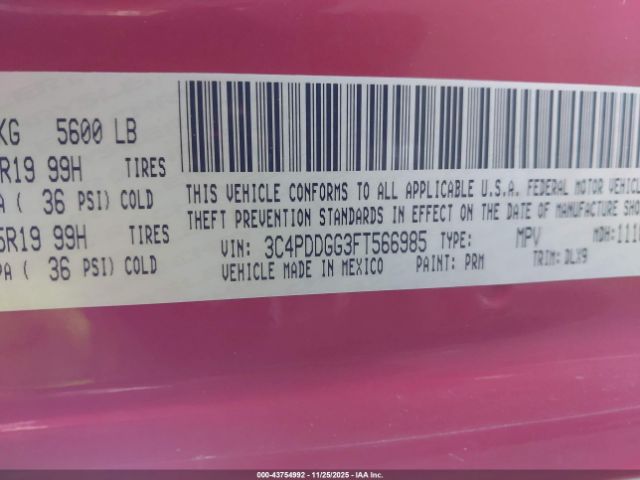 KG 5600 LB
R19 99H TIRES
A ( 36 PSI) COLD
5R19 99H TIRES
PA ( 36 PSI) COLD
THIS VEHICLE CONFORMS TO ALL APPLICABLE U.S.A. FEDERAL MOTOR VEHICL
THEFT PREVENTION STANDARDS IN EFFECT ON THE DATE OF MANUFACTURE SHO
VIN: 3C4PDDGG3FT566985 TYPE: MPV MDH: 111
VEHICLE MADE IN MEXICO PAINT: PRM TRIM: DLX9
000-43754992 - 11/25/2025 - IAA Inc.